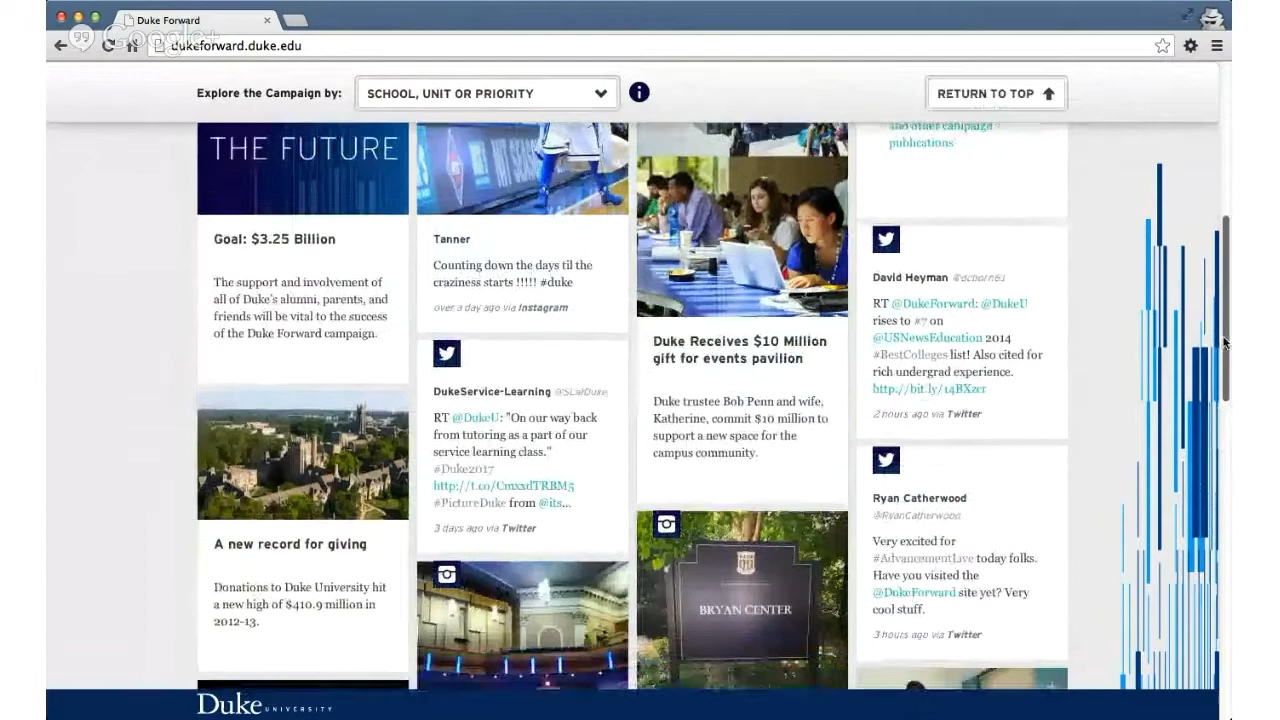 Duke Forward
Google+
dukeforward.duke.edu
Explore the Campaign by:
SCHOOL, UNIT OR PRIORITY
i
RETURN TO TOP
THE FUTURE
Goal: $3.25 Billion
The support and involvement of
all of Duke's alumni, parents, and
friends will be vital to the success
of the Duke Forward campaign.
A new record for giving
Donations to Duke University hit
a new high of $410.9 million in
2012-13.
Tanner
Counting down the days til the
craziness starts !!!!! #duke
over a day ago via Instagram
DukeService-Learning @SLatDuke
RT @DukeU: "On our way back
from tutoring as a part of our
service learning class."
#Duke2017
http://t.co/CmxxdTRBM5
#PictureDuke from @its...
3 days ago via Twitter
Duke Receives $10 Million
gift for events pavilion
Duke trustee Bob Penn and wife,
Katherine, commit $10 million to
support a new space for the
campus community.
BRYAN CENTER
and other campaign
publications
David Heyman
RT @DukeForward: @DukeU
rises to #7 on
@USNewsEducation 2014
#BestColleges list! Also cited for
rich undergrad experience.
http://bit.ly/14BXzcr
2 hours ago via Twitter
Ryan Catherwood
@RyanCatherwood
Very excited for
#AdvancementLive today folks.
Have you visited the
@DukeForward site yet? Very
cool stuff.
3 hours ago via Twitter
Duke UNIVERSITY